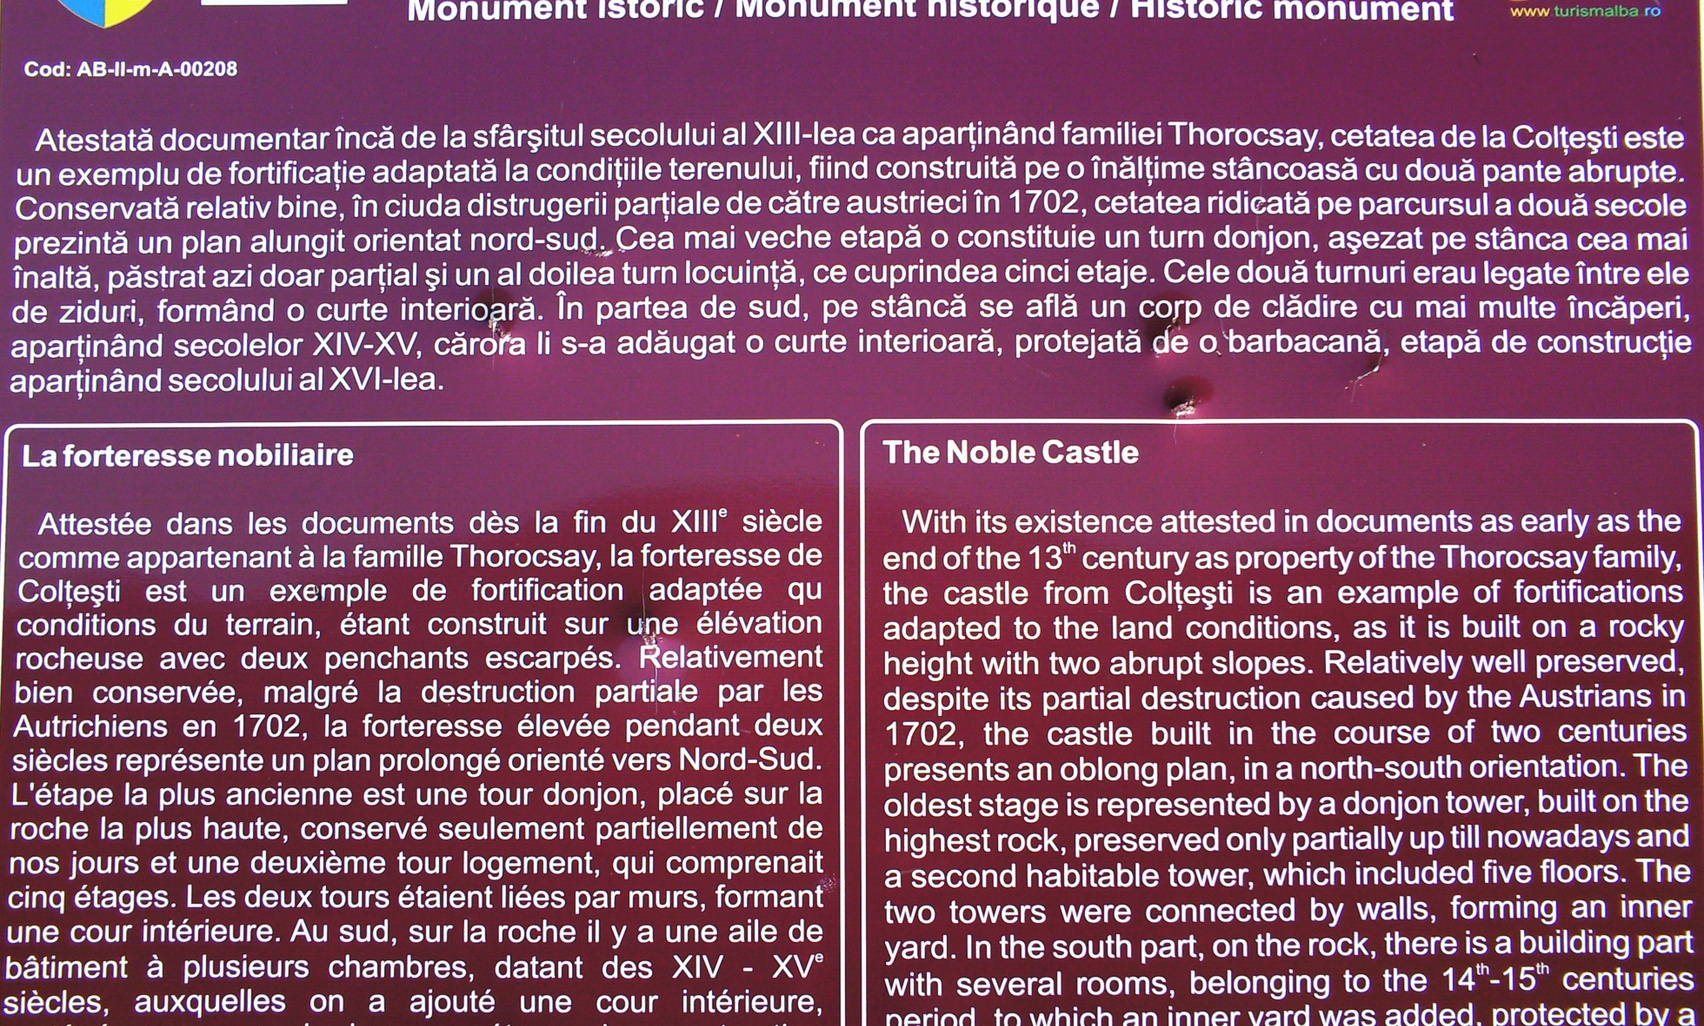 Monument istoric / Monument historique / Historic monument
www.turismalba.ro
Cod: AB-II-m-A-00208
Atestată documentar încă de la sfârşitul secolului al XIII-lea ca aparţinând familiei Thorocsay, cetatea de la Colţeşti este
un exemplu de fortificaţie adaptată la condiţiile terenului, fiind construită pe o înălţime stâncoasă cu două pante abrupte.
Conservată relativ bine, în ciuda distrugerii parţiale de către austrieci în 1702, cetatea ridicată pe parcursul a două secole
prezintă un plan alungit orientat nord-sud. Cea mai veche etapă o constituie un turn donjon, aşezat pe stânca cea mai
înaltă, păstrat azi doar parţial şi un al doilea turn locuinţă, ce cuprindea cinci etaje. Cele două turnuri erau legate între ele
de ziduri, formând o curte interioară. În partea de sud, pe stâncă se află un corp de clădire cu mai multe încăperi,
aparţinând secolelor XIV-XV, cărora li s-a adăugat o curte interioară, protejată de o barbacană, etapă de construcţie
aparţinând secolului al XVI-lea.
La forteresse nobiliaire
Attestée dans les documents dès la fin du XIIIe siècle
comme appartenant à la famille Thorocsay, la forteresse de
Colţeşti est un exemple de fortification adaptée qu
conditions du terrain, étant construit sur une élévation
rocheuse avec deux penchants escarpés. Relativement
bien conservée, malgré la destruction partiale par les
Autrichiens en 1702, la forteresse élevée pendant deux
siècles représente un plan prolongé orienté vers Nord-Sud.
L'étape la plus ancienne est une tour donjon, placé sur la
roche la plus haute, conservé seulement partiellement de
nos jours et une deuxième tour logement, qui comprenait
cinq étages. Les deux tours étaient liées par murs, formant
une cour intérieure. Au sud, sur la roche il y a une aile de
bâtiment à plusieurs chambres, datant des XIV - XVe
siècles, auxquelles on a ajouté une cour intérieure,
The Noble Castle
With its existence attested in documents as early as the
end of the 13th century as property of the Thorocsay family,
the castle from Colţeşti is an example of fortifications
adapted to the land conditions, as it is built on a rocky
height with two abrupt slopes. Relatively well preserved,
despite its partial destruction caused by the Austrians in
1702, the castle built in the course of two centuries
presents an oblong plan, in a north-south orientation. The
oldest stage is represented by a donjon tower, built on the
highest rock, preserved only partially up till nowadays and
a second habitable tower, which included five floors. The
two towers were connected by walls, forming an inner
yard. In the south part, on the rock, there is a building part
with several rooms, belonging to the 14th-15th centuries
period, to which an inner yard was added, protected by a